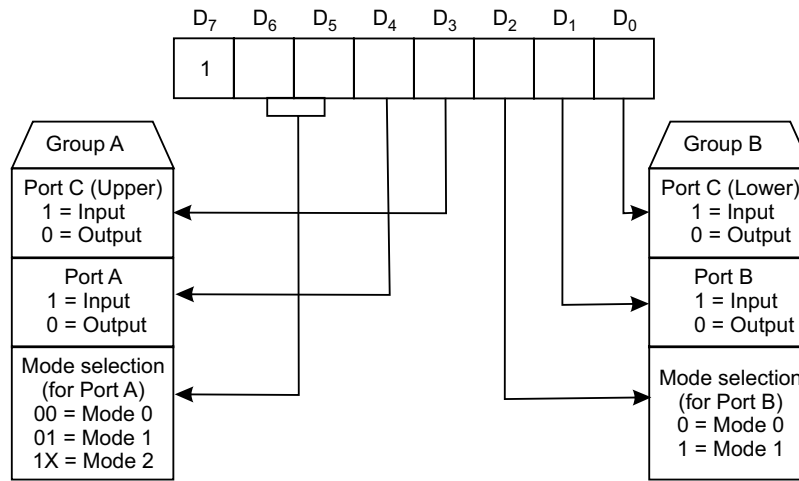 D₇ D₆ D₅ D₄ D₃ D₂ D₁ D₀
1
Group A
Port C (Upper)
1 = Input
0 = Output
Port A
1 = Input
0 = Output
Mode selection
(for Port A)
00 = Mode 0
01 = Mode 1
1X = Mode 2
Group B
Port C (Lower)
1 = Input
0 = Output
Port B
1 = Input
0 = Output
Mode selection
(for Port B)
0 = Mode 0
1 = Mode 1